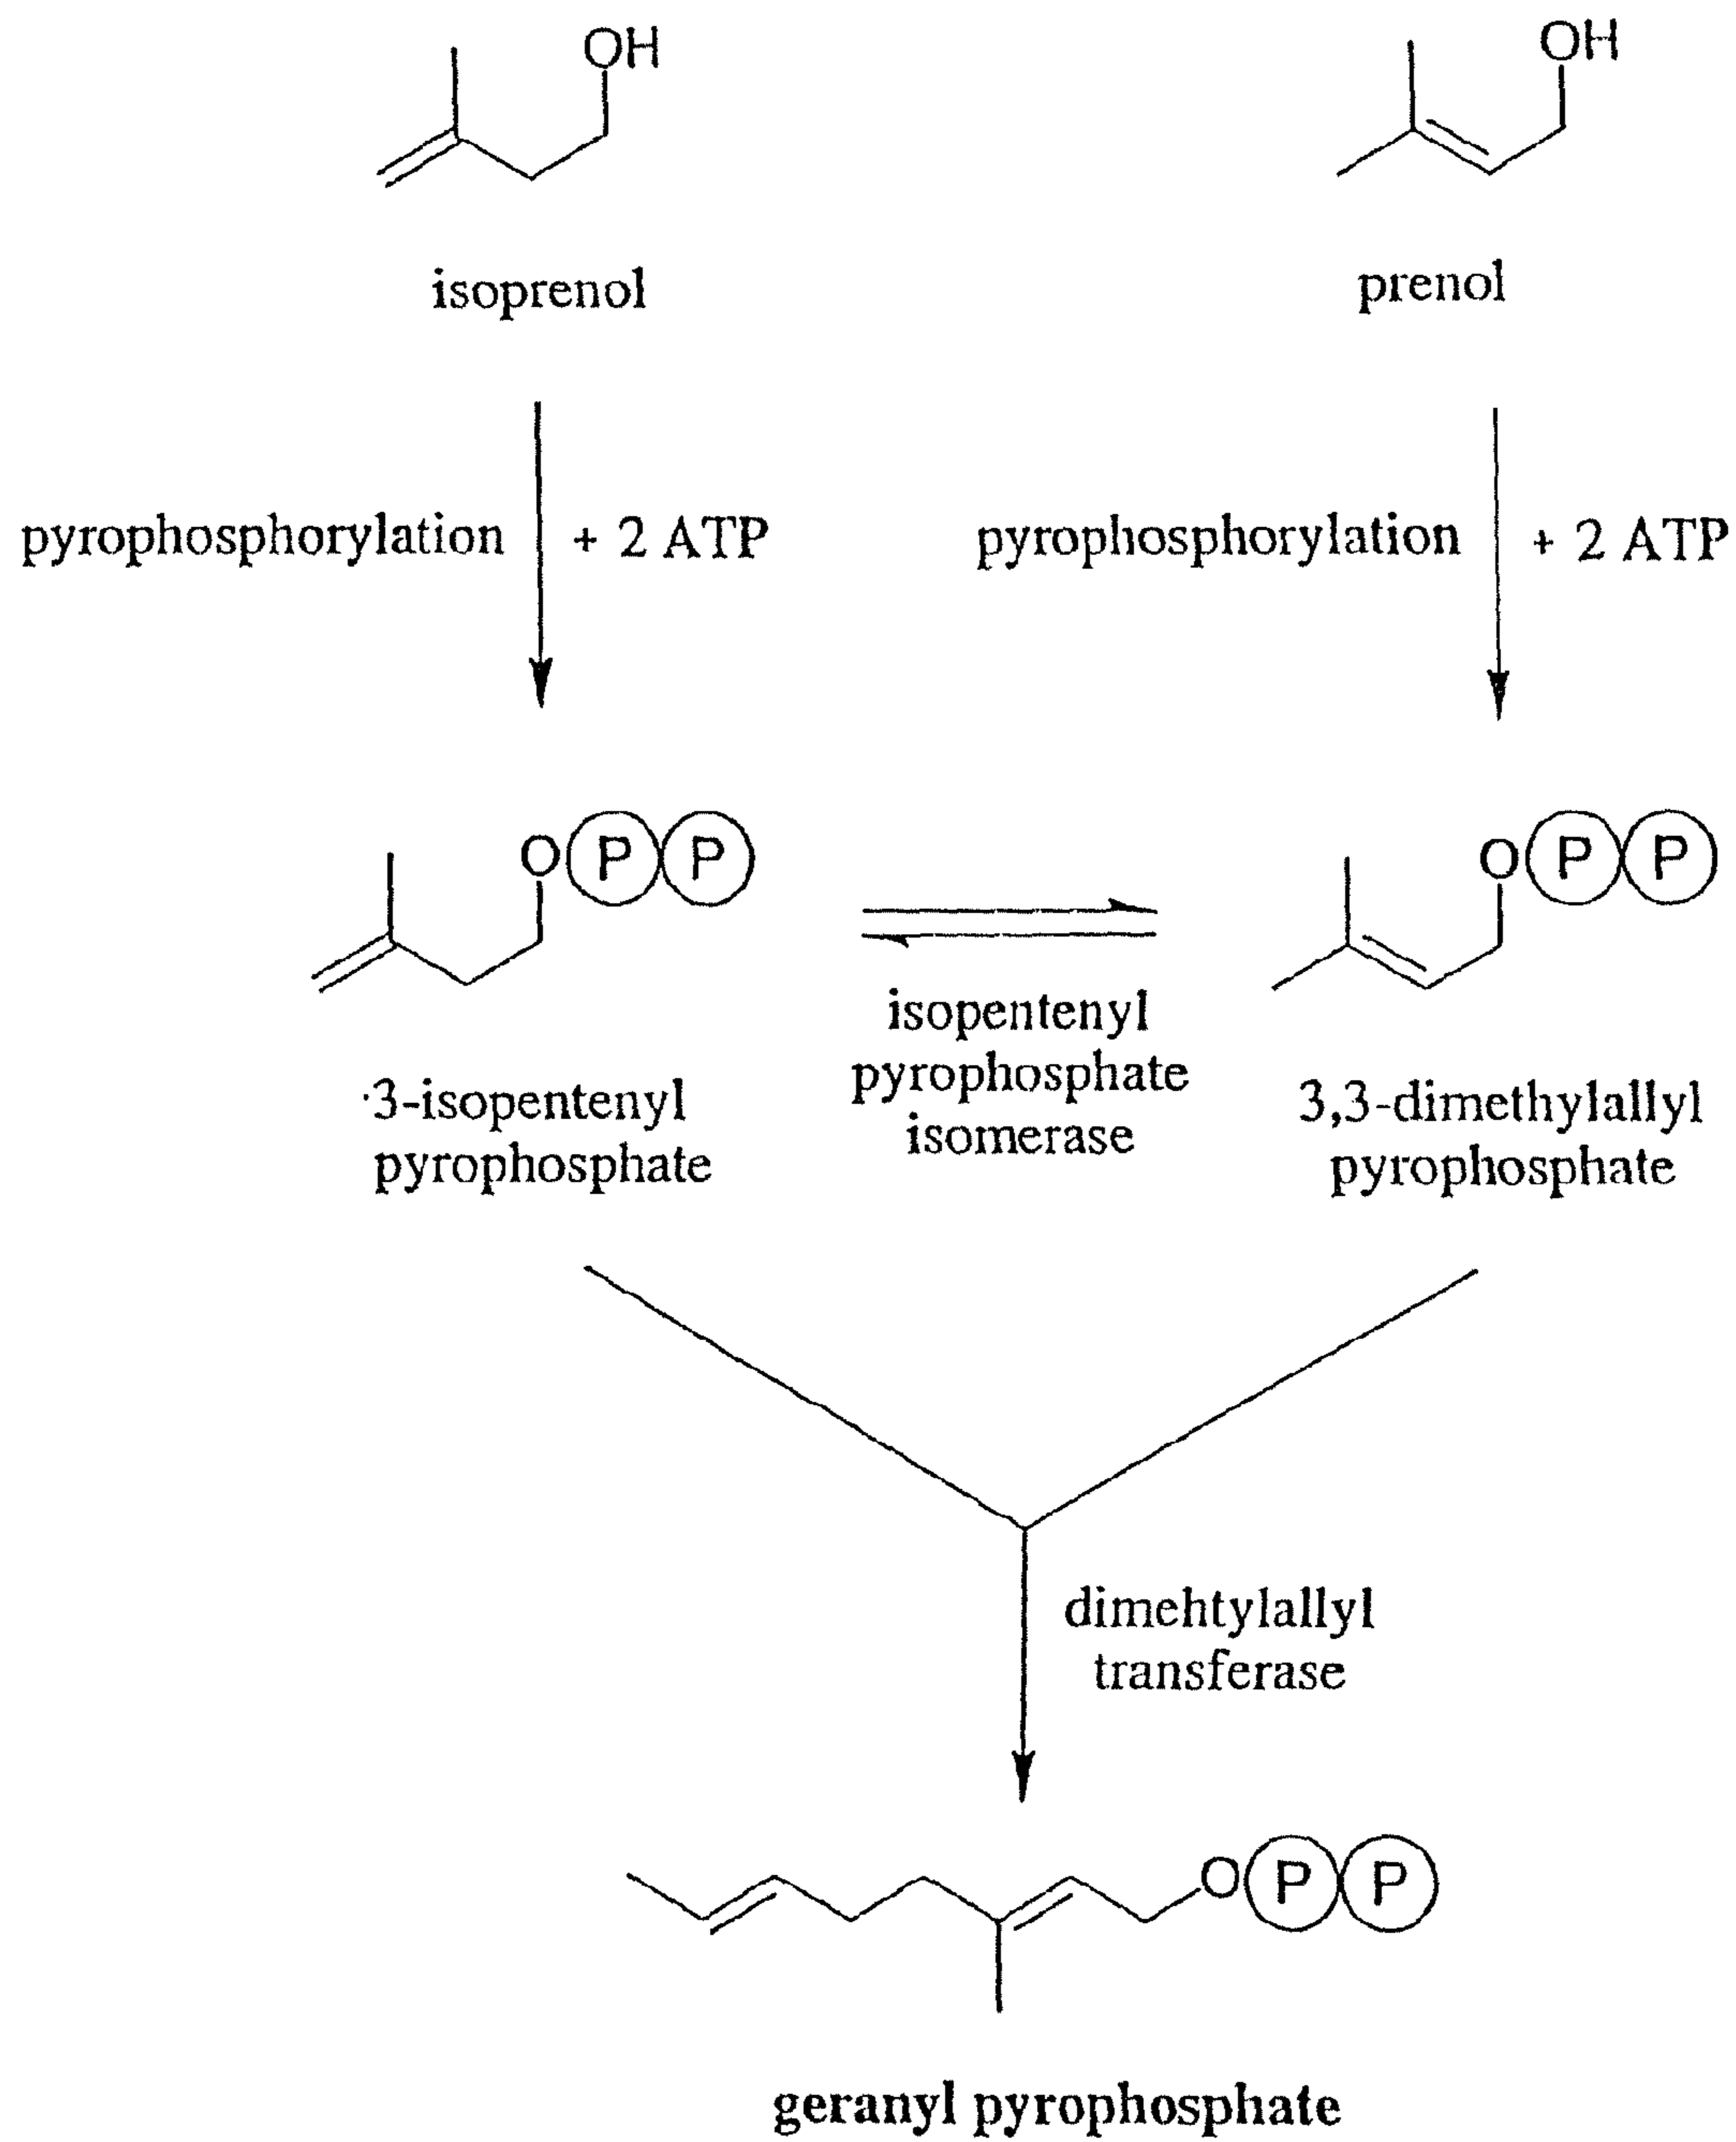 OH
OH
isoprenol
prenol
pyrophosphorylation
+ 2 ATP
pyrophosphorylation
+ 2 ATP
O P P
O P P
isopentenyl
pyrophosphate
isomerase
3-isopentenyl
pyrophosphate
3,3-dimethylallyl
pyrophosphate
dimehtylallyl
transferase
O P P
geranyl pyrophosphate